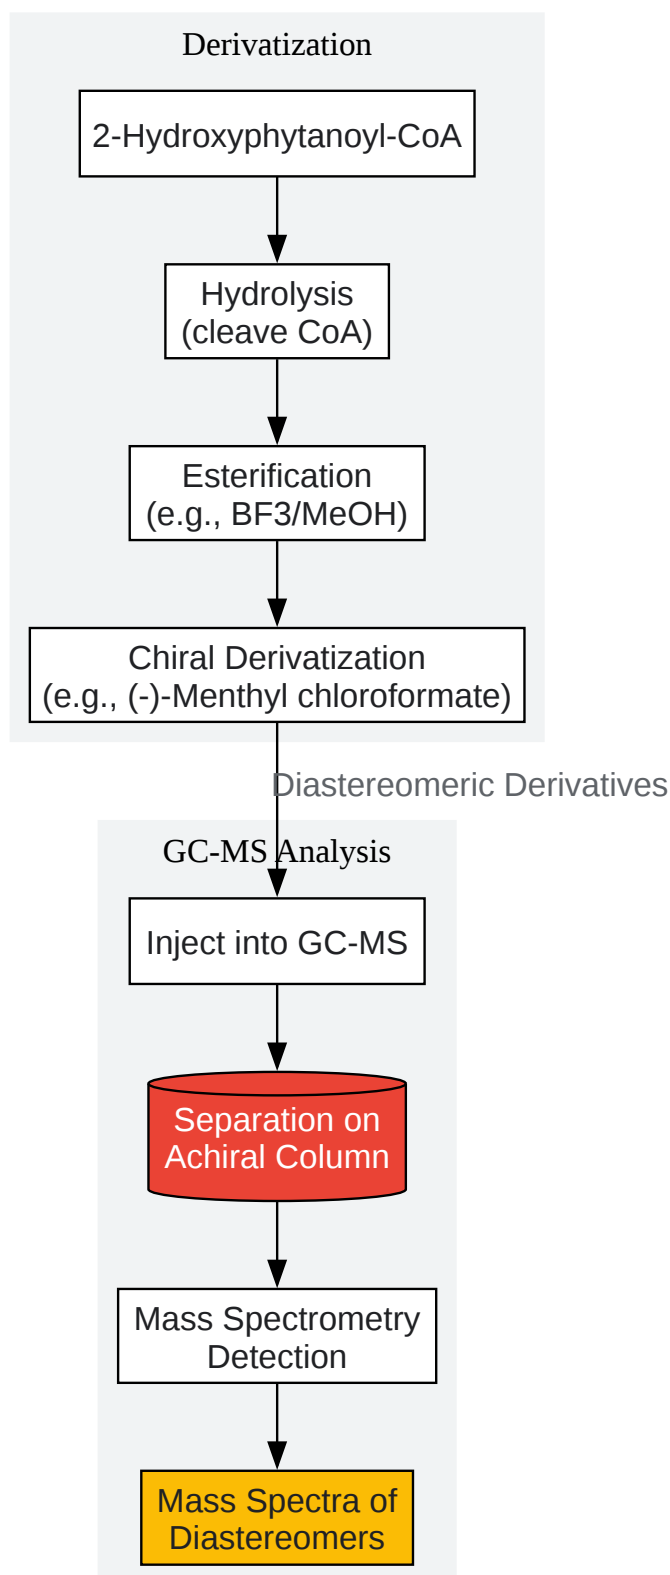 Derivatization
2-Hydroxyphytanoyl-CoA
Hydrolysis
(cleave CoA)
Esterification
(e.g., BF3/MeOH)
Chiral Derivatization
(e.g., (-)-Menthyl chloroformate)
Diastereomeric Derivatives
GC-MS Analysis
Inject into GC-MS
Separation on
Achiral Column
Mass Spectrometry
Detection
Mass Spectra of
Diastereomers